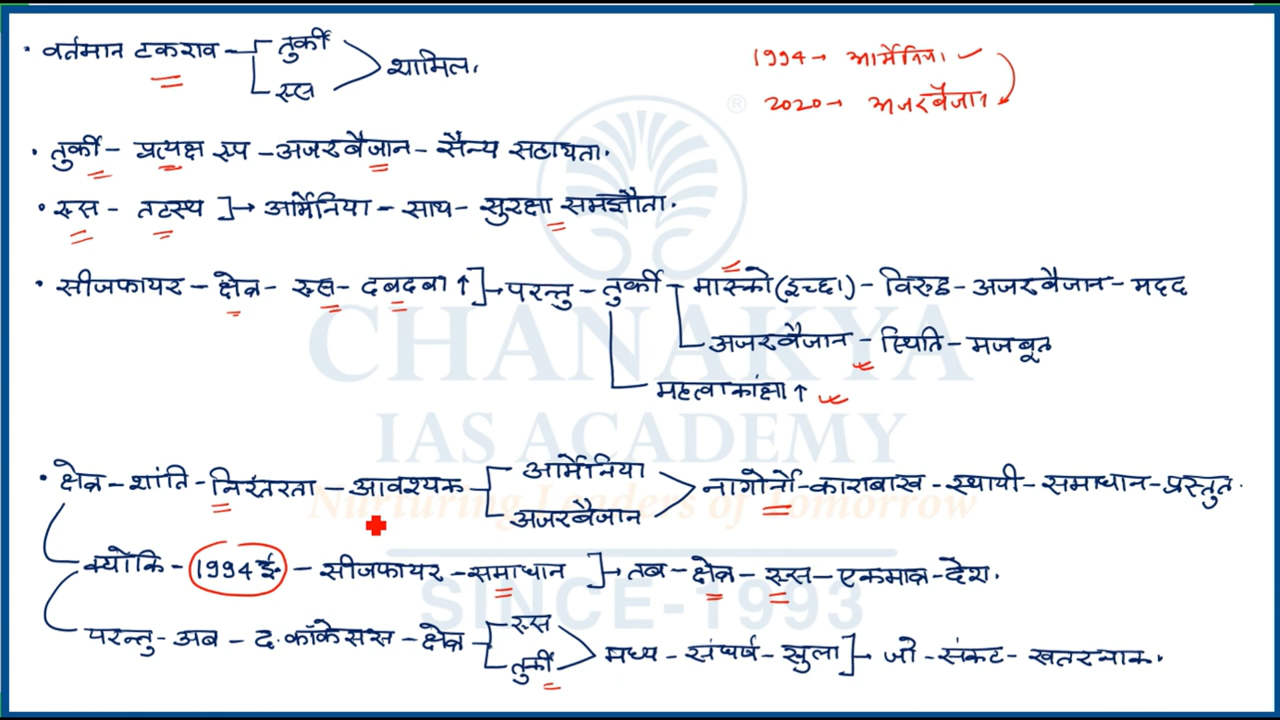 • वर्तमान टकराव – तुर्की
रूस
शामिल.
1994 → आर्मेनिया
2020 → अजरबैजान
®
• तुर्की – प्रत्यक्ष रूप – अजरबैजान – सैन्य सहायता.
• रूस – तटस्थ ]→ आर्मेनिया – साथ – सुरक्षा समझौता.
• सीजफायर – क्षेत्र – रूस – दबदबा ↑ ]→ परन्तु – तुर्की – मास्को (इच्छा) – विरुद्ध – अजरबैजान – मदद
अजरबैजान – स्थिति – मजबूत
महत्वाकांक्षा ↑
CHANAKYA
IAS ACADEMY
Nurturing Leaders of Tomorrow
SINCE-1993
• क्षेत्र – शांति – निरंतरता – आवश्यक – आर्मेनिया
अजरबैजान
नागोर्नो – काराबाख – स्थायी – समाधान – प्रस्तुत.
क्योंकि – 1994 ई. – सीजफायर – समाधान ]→ तब – क्षेत्र – रूस – एकमात्र – देश.
परन्तु – अब – द. कॉकेसस – क्षेत्र – रूस
तुर्की
मध्य – संघर्ष – खुला ]→ जो – संकट – खतरनाक.